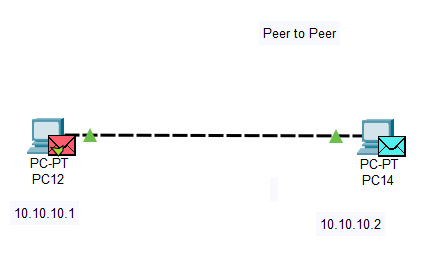 Peer to Peer
PC-PT
PC12
PC-PT
PC14
10.10.10.1
10.10.10.2